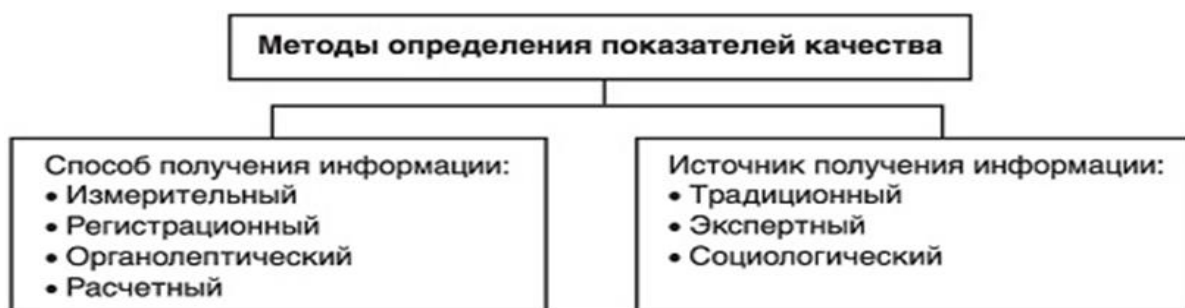 Методы определения показателей качества
Способ получения информации:
• Измерительный
• Регистрационный
• Органолептический
• Расчетный
Источник получения информации:
• Традиционный
• Экспертный
• Социологический